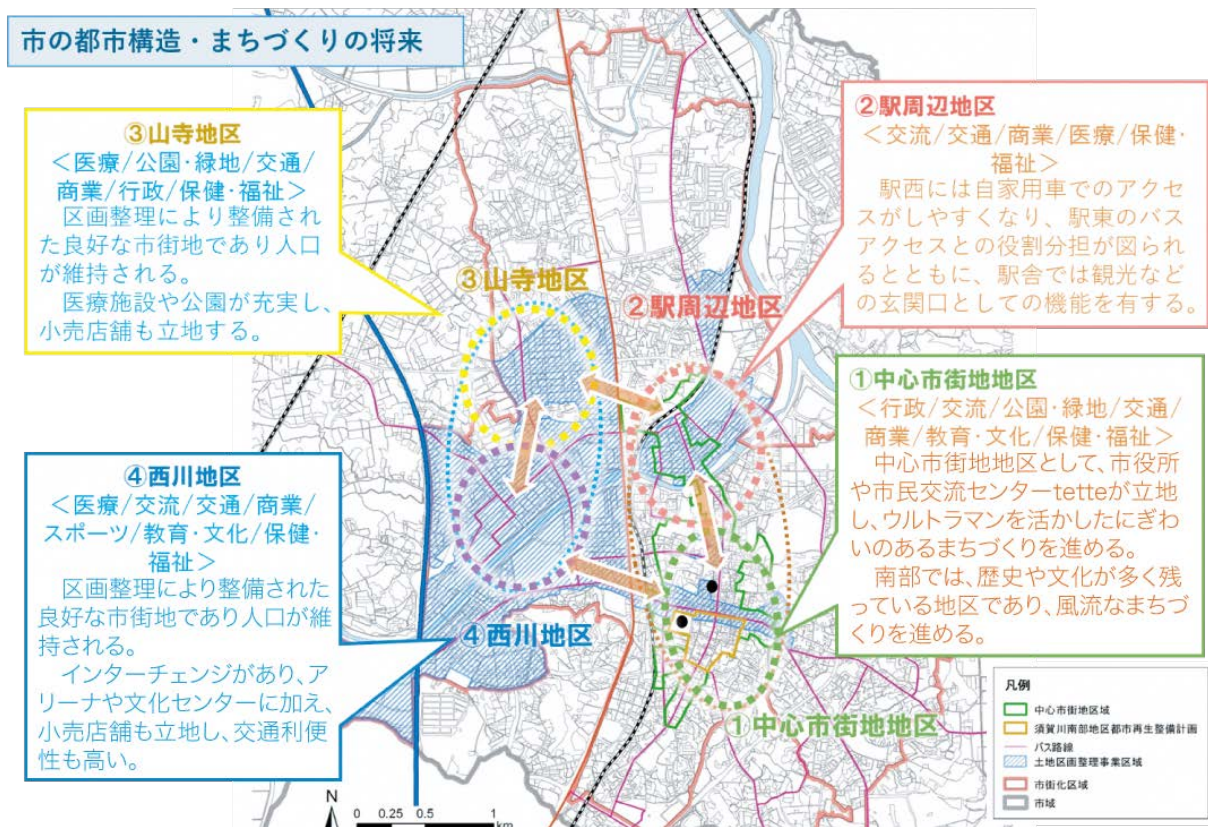 市の都市構造・まちづくりの将来
③山寺地区
<医療/公園・緑地/交通/
商業/行政/保健・福祉>
区画整理により整備され
た良好な市街地であり人口
が維持される。
医療施設や公園が充実し、
小売店舗も立地する。
②駅周辺地区
<交流/交通/商業/医療/保健・
福祉>
駅西には自家用車でのアクセ
スがしやすくなり、駅東のバス
アクセスとの役割分担が図られ
るとともに、駅舎では観光など
の玄関口としての機能を有する。
③山寺地区
②駅周辺地区
①中心市街地地区
<行政/交流/公園・緑地/交通/
商業/教育・文化/保健・福祉>
中心市街地地区として、市役所
や市民交流センターtetteが立地
し、ウルトラマンを活かしたにぎわ
いのあるまちづくりを進める。
南部では、歴史や文化が多く残
っている地区であり、風流なまちづ
くりを進める。
④西川地区
<医療/交流/交通/商業/
スポーツ/教育・文化/保健・
福祉>
区画整理により整備された
良好な市街地であり人口が維
持される。
インターチェンジがあり、ア
リーナや文化センターに加え、
小売店舗も立地し、交通利便
性も高い。
④西川地区
①中心市街地地区
凡例
中心市街地区域
須賀川南部地区都市再生整備計画
バス路線
土地区画整理事業区域
市街化区域
市域
N
0 0.25 0.5 1
km